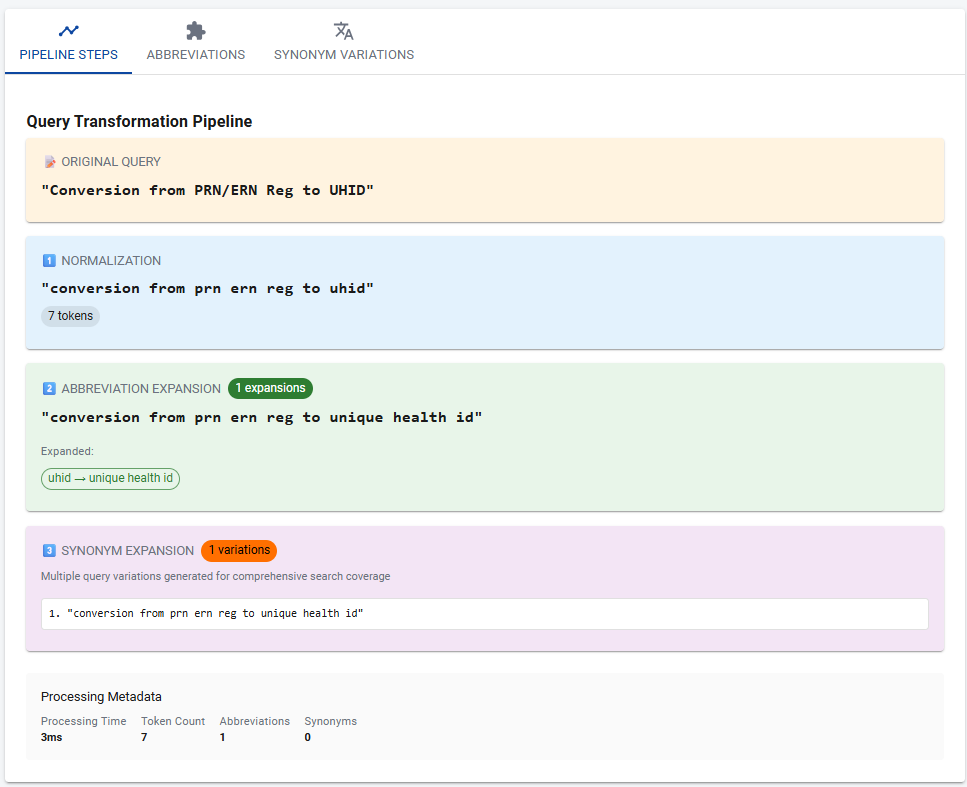 PIPELINE STEPS ABBREVIATIONS SYNONYM VARIATIONS
Query Transformation Pipeline
📝 ORIGINAL QUERY
"Conversion from PRN/ERN Reg to UHID"
1️⃣ NORMALIZATION
"conversion from prn ern reg to uhid"
7 tokens
2️⃣ ABBREVIATION EXPANSION 1 expansions
"conversion from prn ern reg to unique health id"
Expanded:
uhid → unique health id
3️⃣ SYNONYM EXPANSION 1 variations
Multiple query variations generated for comprehensive search coverage
1. "conversion from prn ern reg to unique health id"
Processing Metadata
Processing Time Token Count Abbreviations Synonyms
3ms 7 1 0